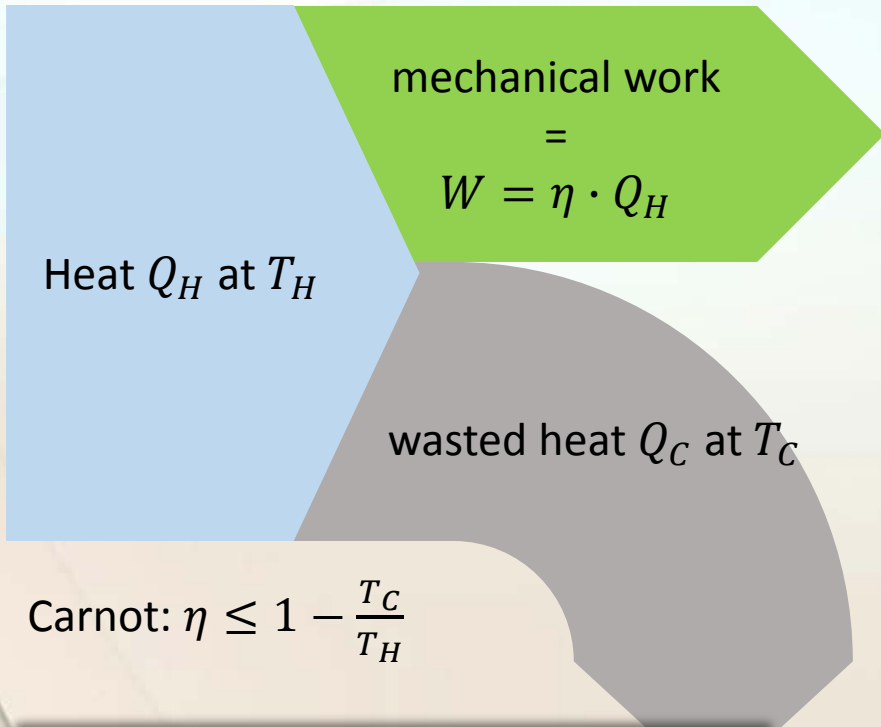 mechanical work
=
W = η · Q_H
Heat Q_H at T_H
wasted heat Q_C at T_C
Carnot: η ≤ 1 − T_C/T_H